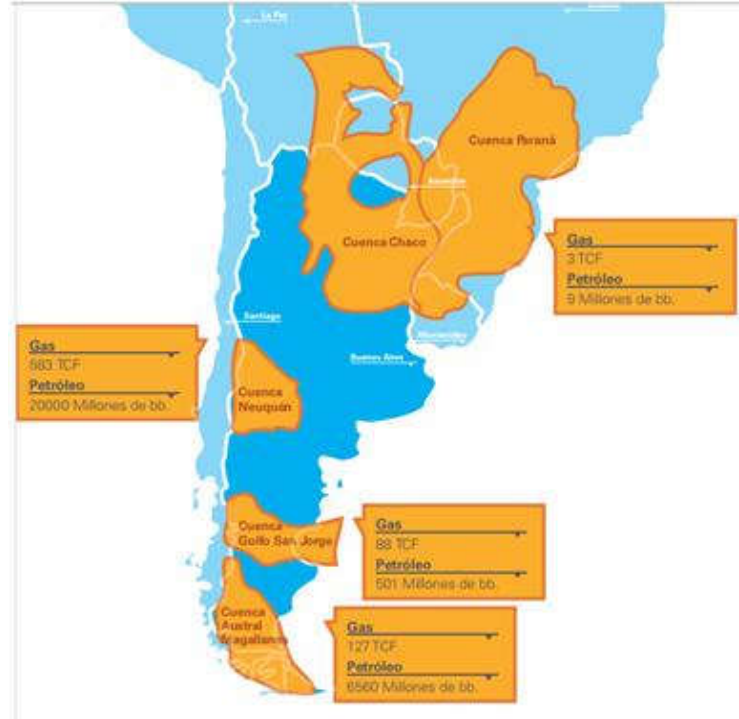 La Paz
Cuenca Paraná
Asunción
Cuenca Chaco
Gas
3 TCF
Petróleo
9 Millones de bb.
Santiago
Montevideo
Buenos Aires
Gas
583 TCF
Petróleo
20000 Millones de bb.
Cuenca
Neuquán
Cuenca
Golfo San Jorge
Gas
88 TCF
Petróleo
501 Millones de bb.
Cuenca
Austral
Magallanes
Gas
127 TCF
Petróleo
6560 Millones de bb.